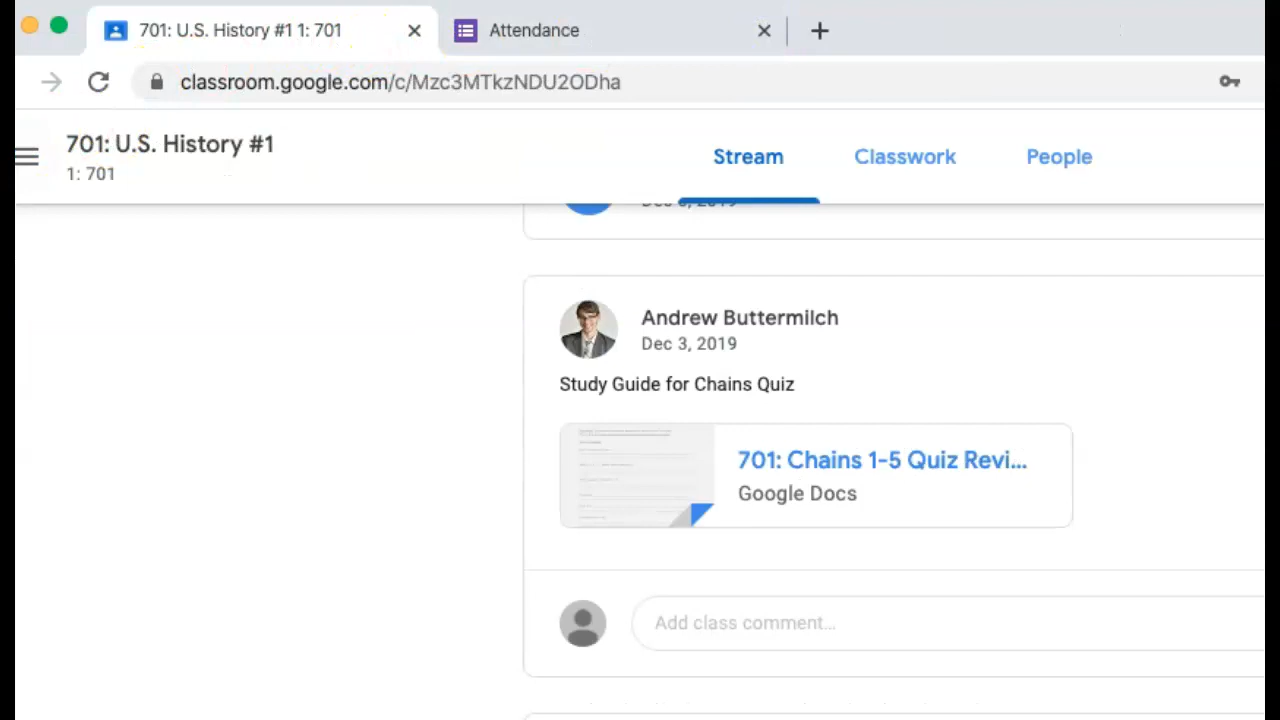 701: U.S. History #1 1: 701
Attendance
classroom.google.com/c/Mzc3MTkzNDU2ODha
701: U.S. History #1
1: 701
Stream
Classwork
People
Andrew Buttermilch
Dec 3, 2019
Study Guide for Chains Quiz
701: Chains 1-5 Quiz Revi...
Google Docs
Add class comment...